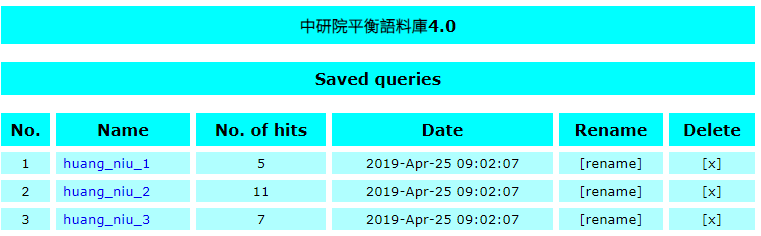 中研院平衡語料庫4.0
Saved queries
No. Name No. of hits Date Rename Delete
1 huang_niu_1 5 2019-Apr-25 09:02:07 [rename] [x]
2 huang_niu_2 11 2019-Apr-25 09:02:07 [rename] [x]
3 huang_niu_3 7 2019-Apr-25 09:02:07 [rename] [x]